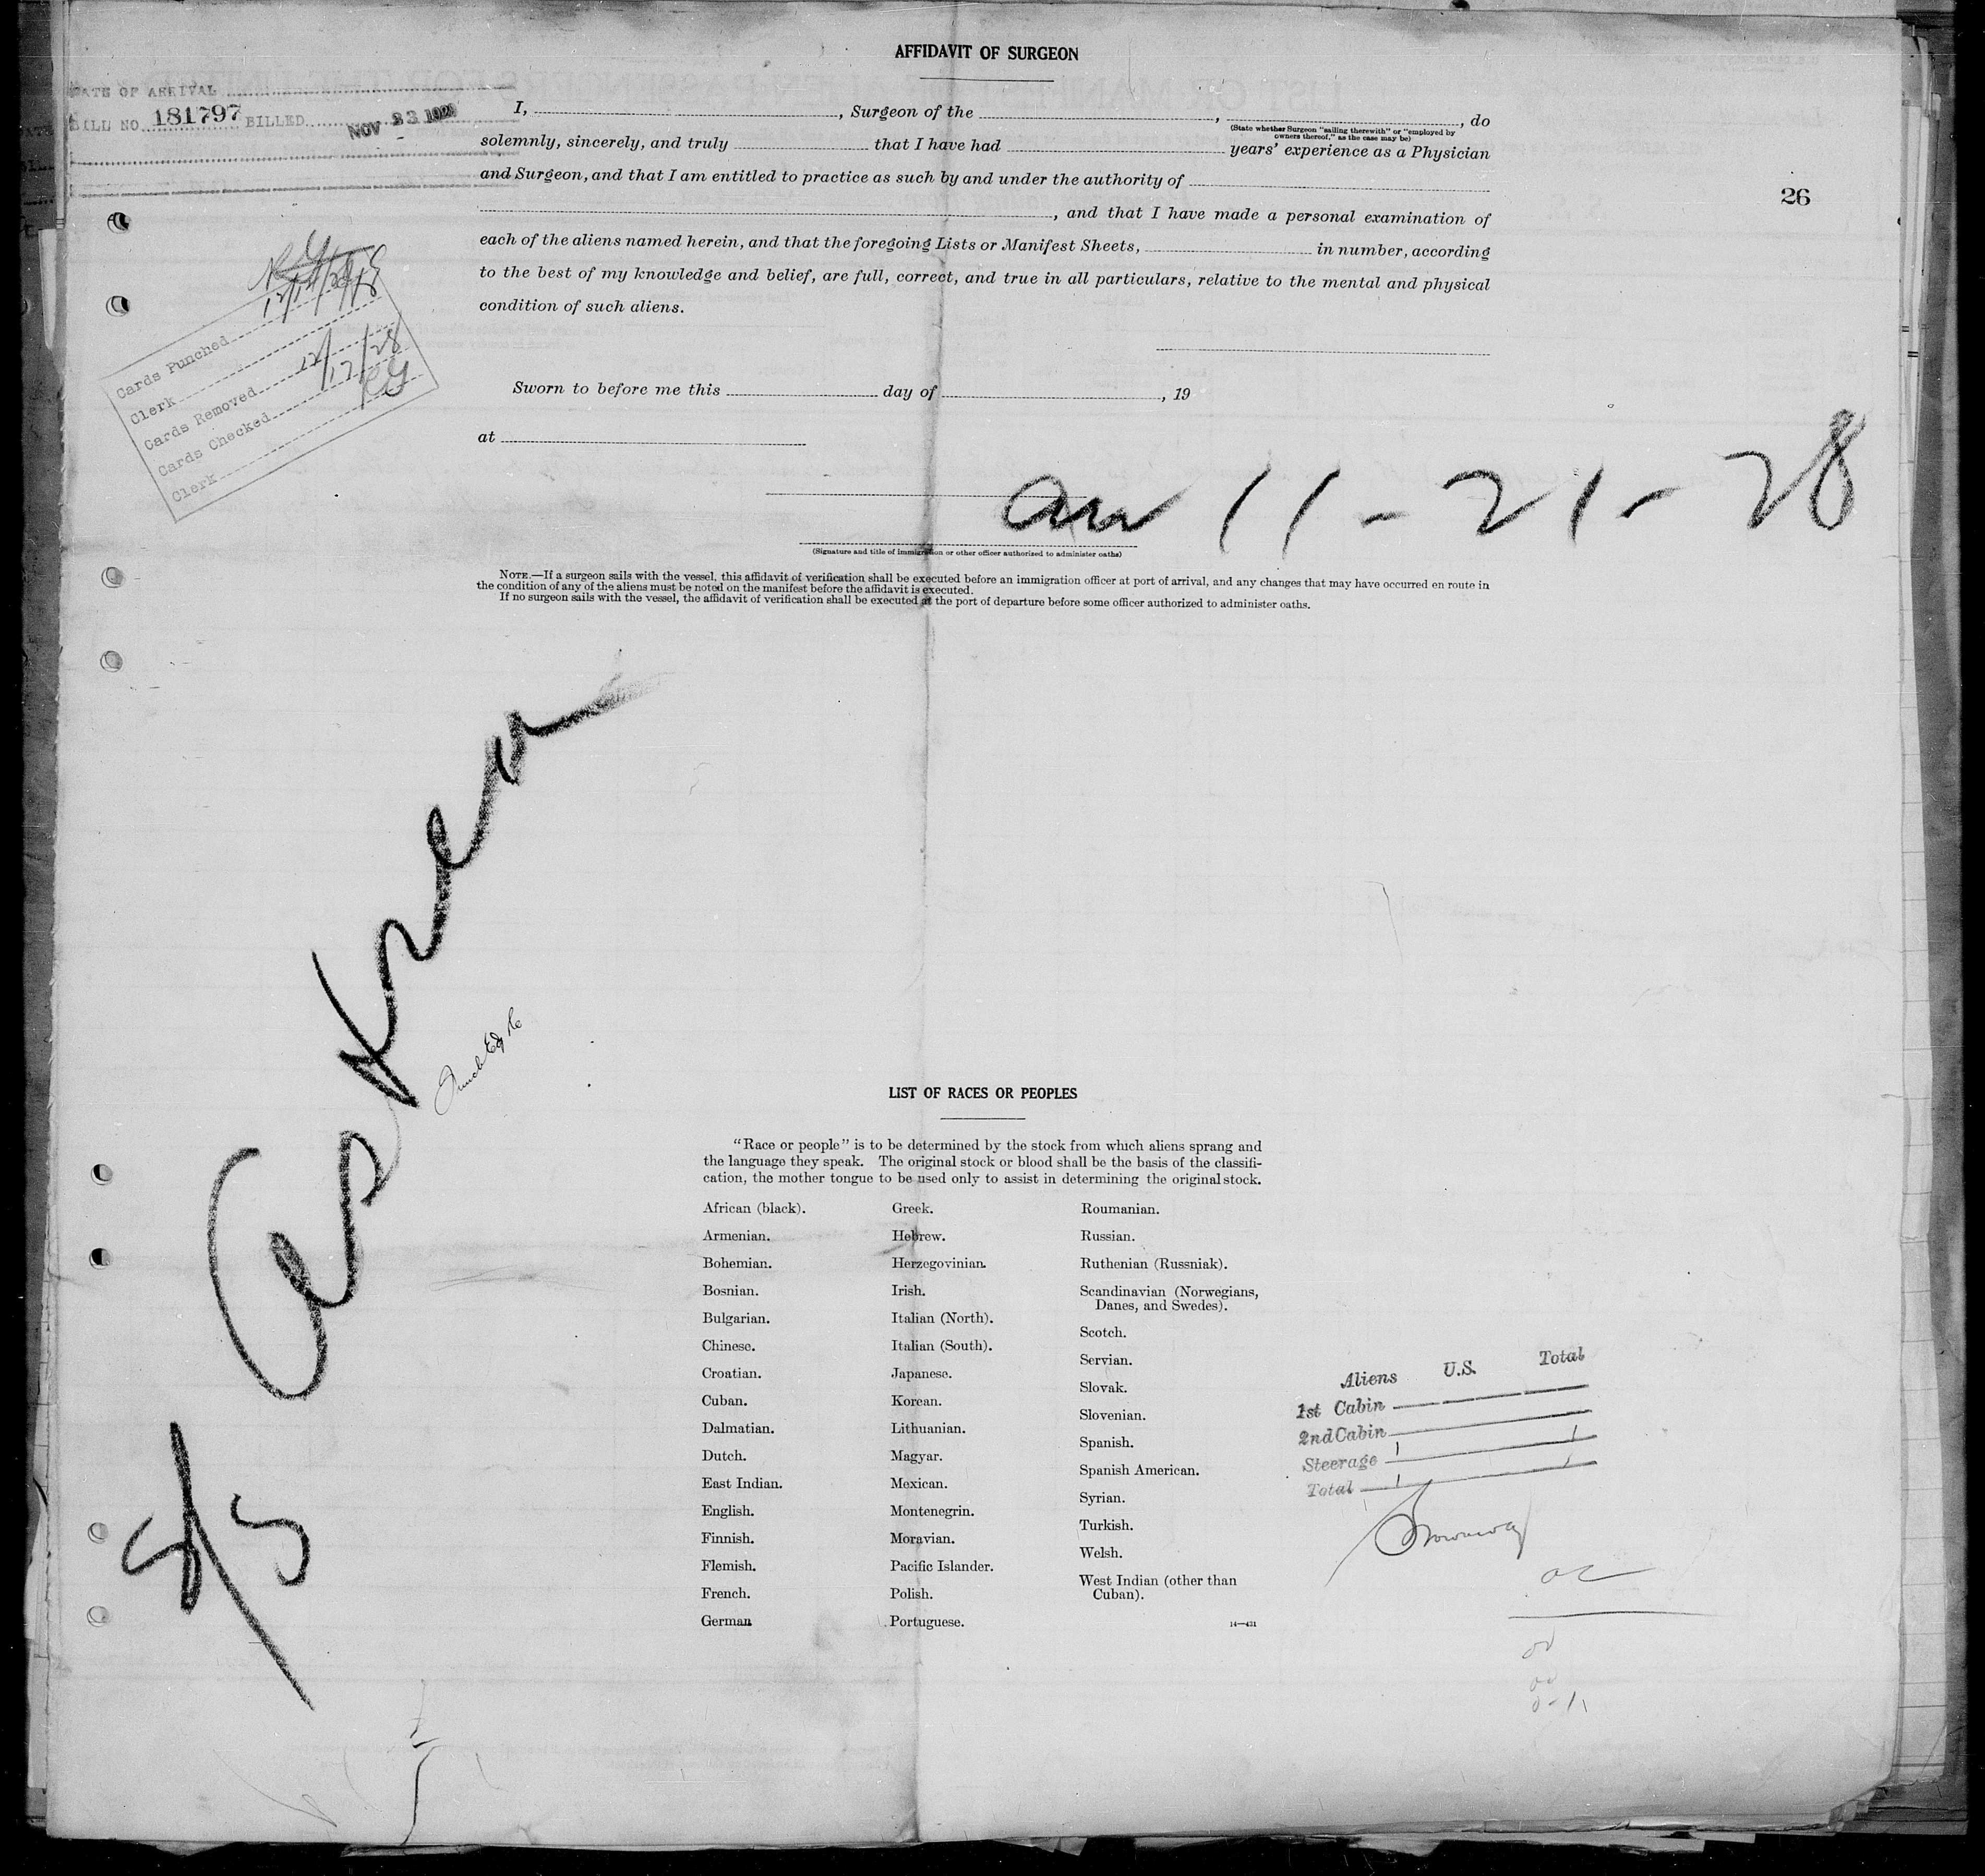 AFFIDAVIT OF SURGEON
DATE OF ARRIVAL
BILL NO. 181797 BILLED NOV 23 1928
I, , Surgeon of the , , do
(State whether Surgeon "sailing therewith" or "employed by
owners thereof," as the case may be)
solemnly, sincerely, and truly that I have had years' experience as a Physician
and Surgeon, and that I am entitled to practice as such by and under the authority of
, and that I have made a personal examination of
each of the aliens named herein, and that the foregoing Lists or Manifest Sheets, in number, according
to the best of my knowledge and belief, are full, correct, and true in all particulars, relative to the mental and physical
condition of such aliens.
26
Cards Punched
Clerk
Cards Removed 12/17/28
Cards Checked RG
Clerk
Sworn to before me this day of , 19
at
arr 11-21-28
(Signature and title of immigration or other officer authorized to administer oaths)
NOTE.—If a surgeon sails with the vessel, this affidavit of verification shall be executed before an immigration officer at port of arrival, and any changes that may have occurred en route in
the condition of any of the aliens must be noted on the manifest before the affidavit is executed.
If no surgeon sails with the vessel, the affidavit of verification shall be executed at the port of departure before some officer authorized to administer oaths.
S/S
LIST OF RACES OR PEOPLES
"Race or people" is to be determined by the stock from which aliens sprang and
the language they speak. The original stock or blood shall be the basis of the classifi-
cation, the mother tongue to be used only to assist in determining the original stock.
African (black).
Armenian.
Bohemian.
Bosnian.
Bulgarian.
Chinese.
Croatian.
Cuban.
Dalmatian.
Dutch.
East Indian.
English.
Finnish.
Flemish.
French.
German
Greek.
Hebrew.
Herzegovinian.
Irish.
Italian (North).
Italian (South).
Japanese.
Korean.
Lithuanian.
Magyar.
Mexican.
Montenegrin.
Moravian.
Pacific Islander.
Polish.
Portuguese.
Roumanian.
Russian.
Ruthenian (Russniak).
Scandinavian (Norwegians,
Danes, and Swedes).
Scotch.
Servian.
Slovak.
Slovenian.
Spanish.
Spanish American.
Syrian.
Turkish.
Welsh.
West Indian (other than
Cuban).
14—431
Aliens U.S. Total
1st Cabin
2nd Cabin
Steerage 1 1
Total 1 1
Stowaway